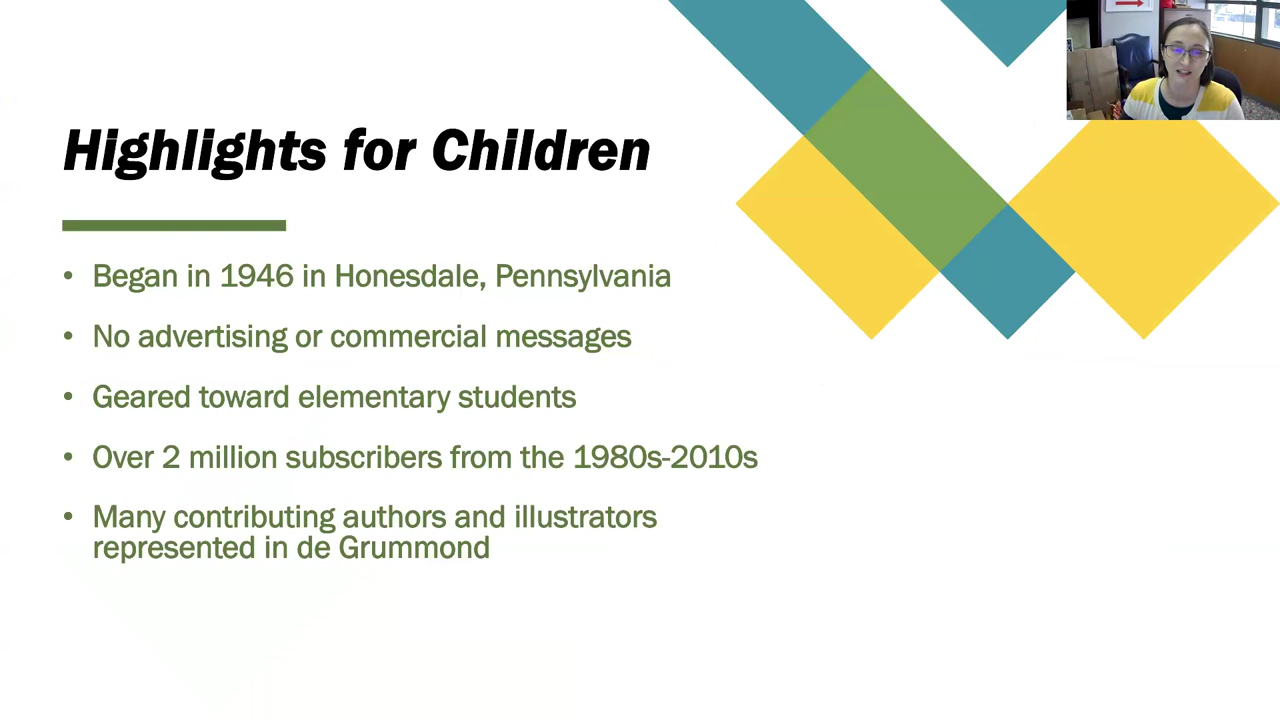 Highlights for Children
• Began in 1946 in Honesdale, Pennsylvania
• No advertising or commercial messages
• Geared toward elementary students
• Over 2 million subscribers from the 1980s-2010s
• Many contributing authors and illustrators
represented in de Grummond